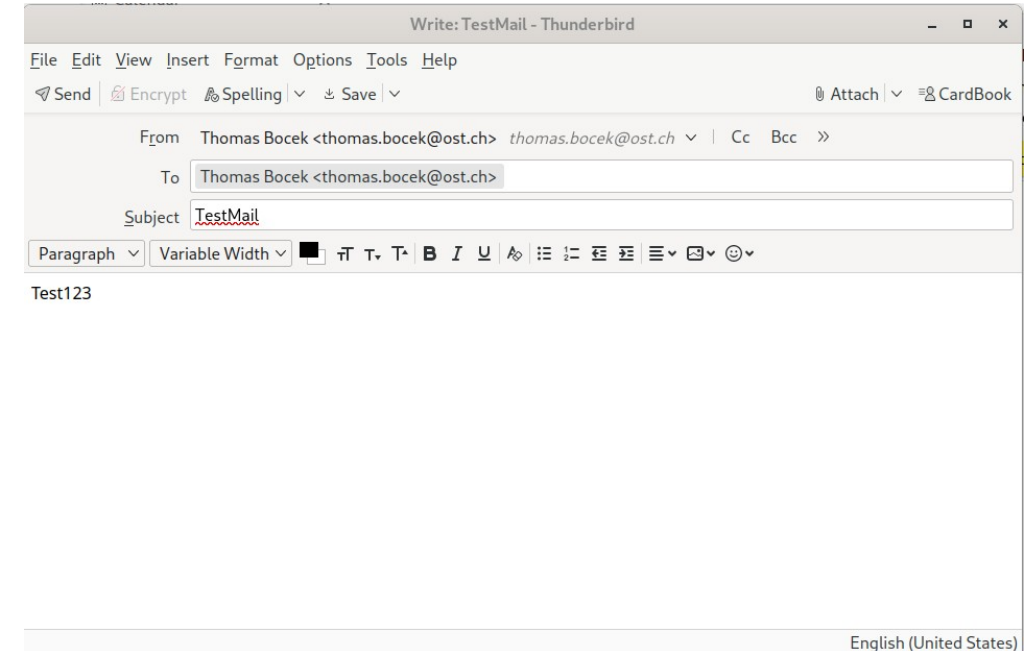 Write: TestMail - Thunderbird
File Edit View Insert Format Options Tools Help
Send Encrypt Spelling Save Attach CardBook
From Thomas Bocek <thomas.bocek@ost.ch> thomas.bocek@ost.ch Cc Bcc »
To Thomas Bocek <thomas.bocek@ost.ch>
Subject TestMail
Paragraph Variable Width
Test123
English (United States)